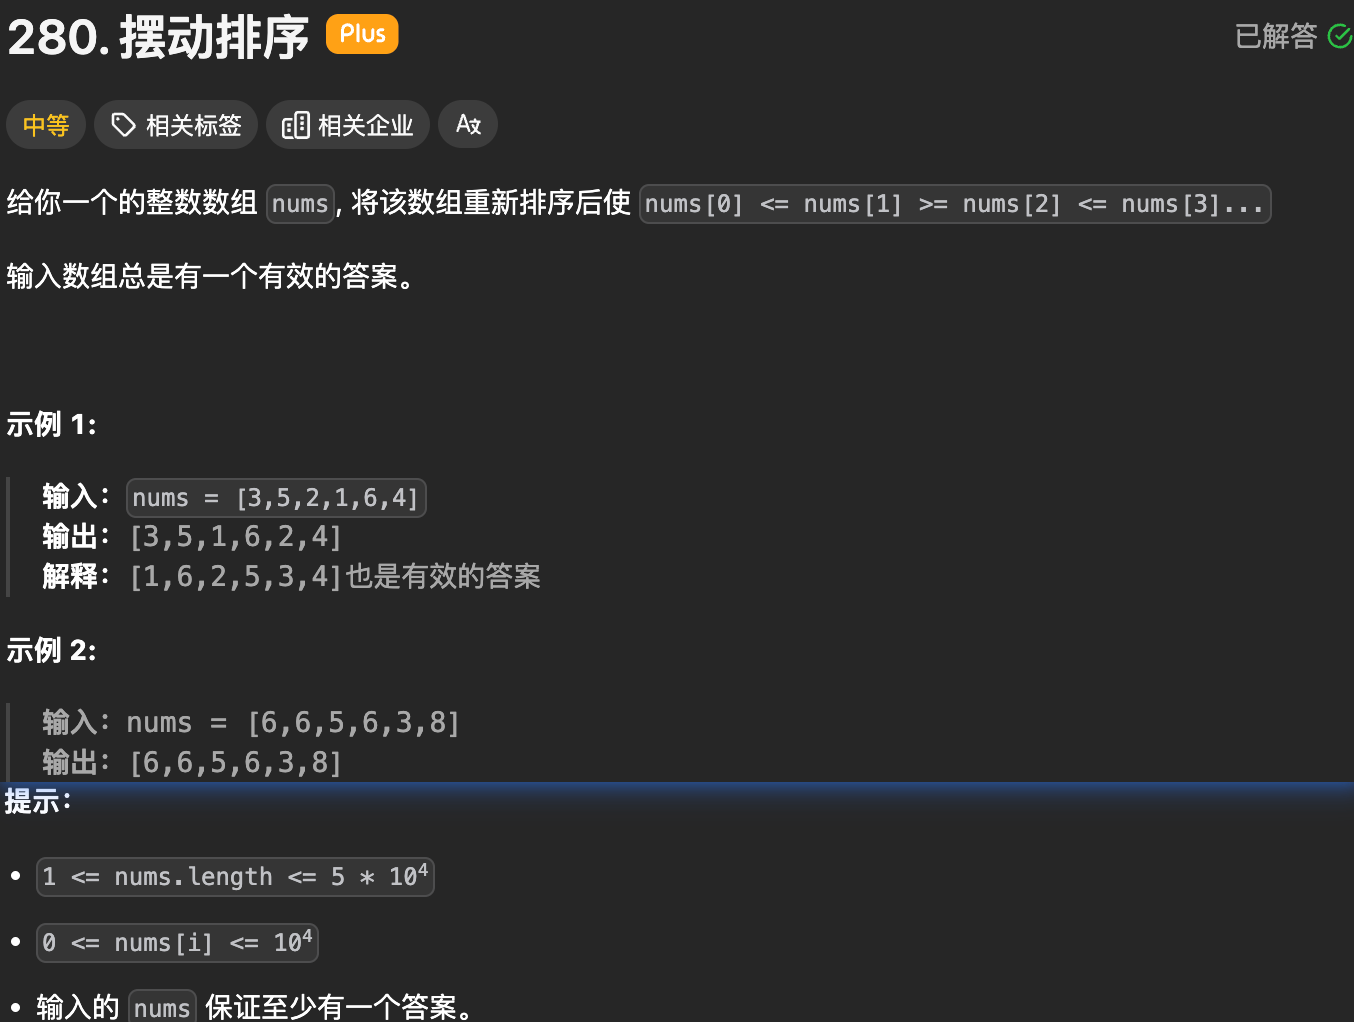 280. 摆动排序 Plus 已解答
中等 相关标签 相关企业
给你一个的整数数组 nums, 将该数组重新排序后使 nums[0] <= nums[1] >= nums[2] <= nums[3]...
输入数组总是有一个有效的答案。
示例 1:
输入：nums = [3,5,2,1,6,4]
输出：[3,5,1,6,2,4]
解释：[1,6,2,5,3,4]也是有效的答案
示例 2:
输入：nums = [6,6,5,6,3,8]
输出：[6,6,5,6,3,8]
提示：
• 1 <= nums.length <= 5 * 10⁴
• 0 <= nums[i] <= 10⁴
• 输入的 nums 保证至少有一个答案。